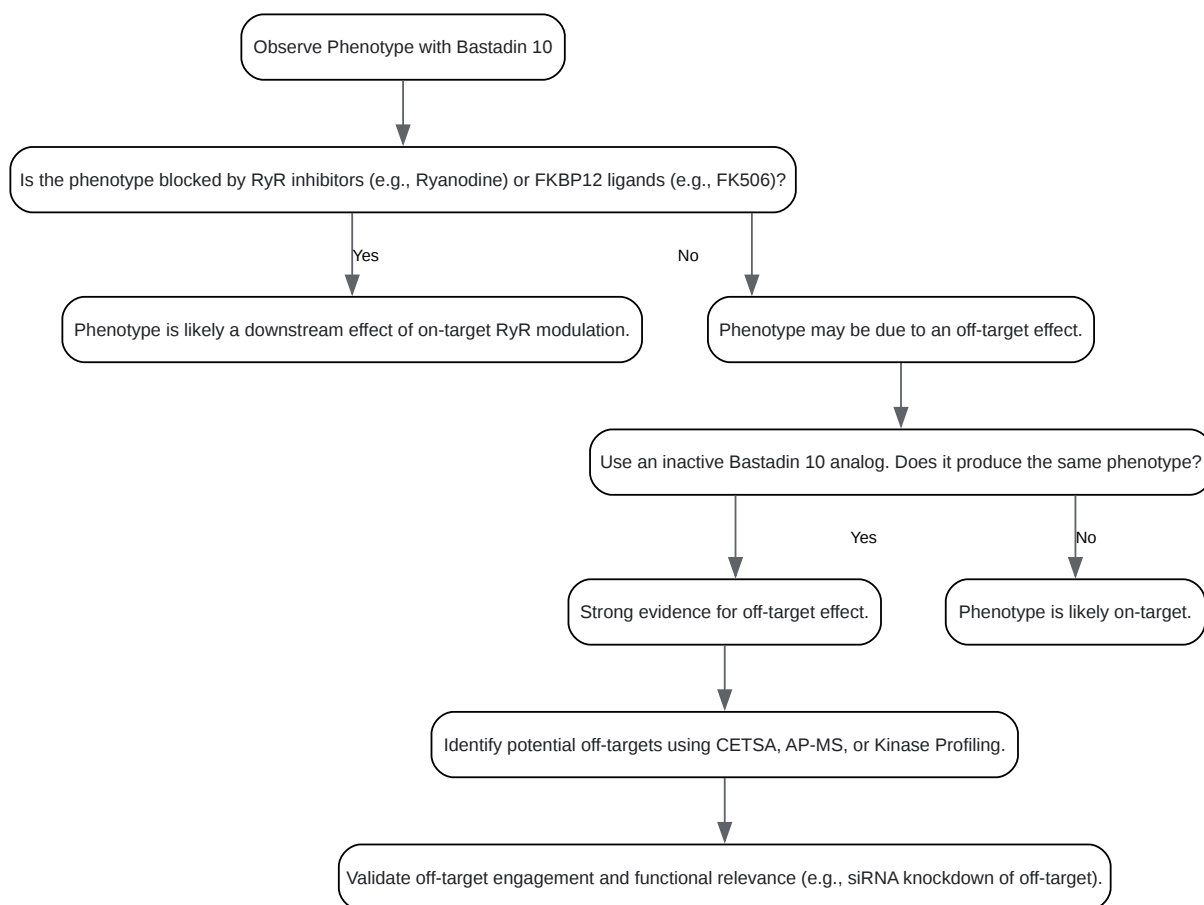 Observe Phenotype with Bastadin 10
Is the phenotype blocked by RyR inhibitors (e.g., Ryanodine) or FKBP12 ligands (e.g., FK506)?
Yes
No
Phenotype is likely a downstream effect of on-target RyR modulation.
Phenotype may be due to an off-target effect.
Use an inactive Bastadin 10 analog. Does it produce the same phenotype?
Yes
No
Strong evidence for off-target effect.
Phenotype is likely on-target.
Identify potential off-targets using CETSA, AP-MS, or Kinase Profiling.
Validate off-target engagement and functional relevance (e.g., siRNA knockdown of off-target).